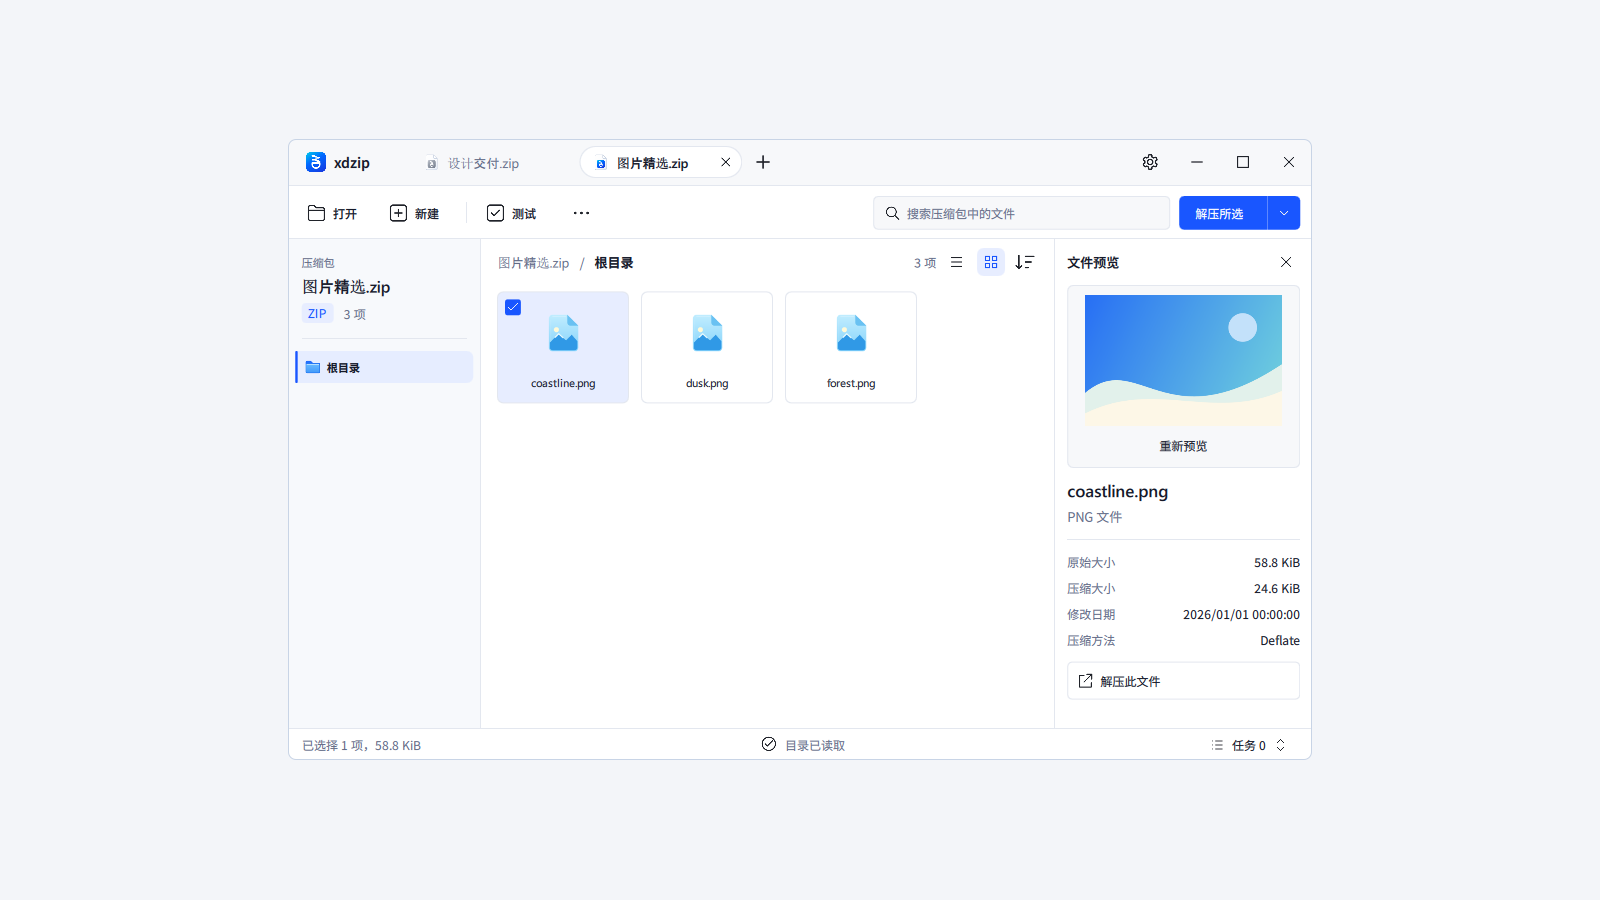 xdzip
设计交付.zip
图片精选.zip
打开
新建
测试
搜索压缩包中的文件
解压所选
压缩包
图片精选.zip
ZIP
3 项
根目录
图片精选.zip / 根目录
3 项
coastline.png
dusk.png
forest.png
文件预览
重新预览
coastline.png
PNG 文件
原始大小 58.8 KiB
压缩大小 24.6 KiB
修改日期 2026/01/01 00:00:00
压缩方法 Deflate
解压此文件
已选择 1 项，58.8 KiB
目录已读取
任务 0